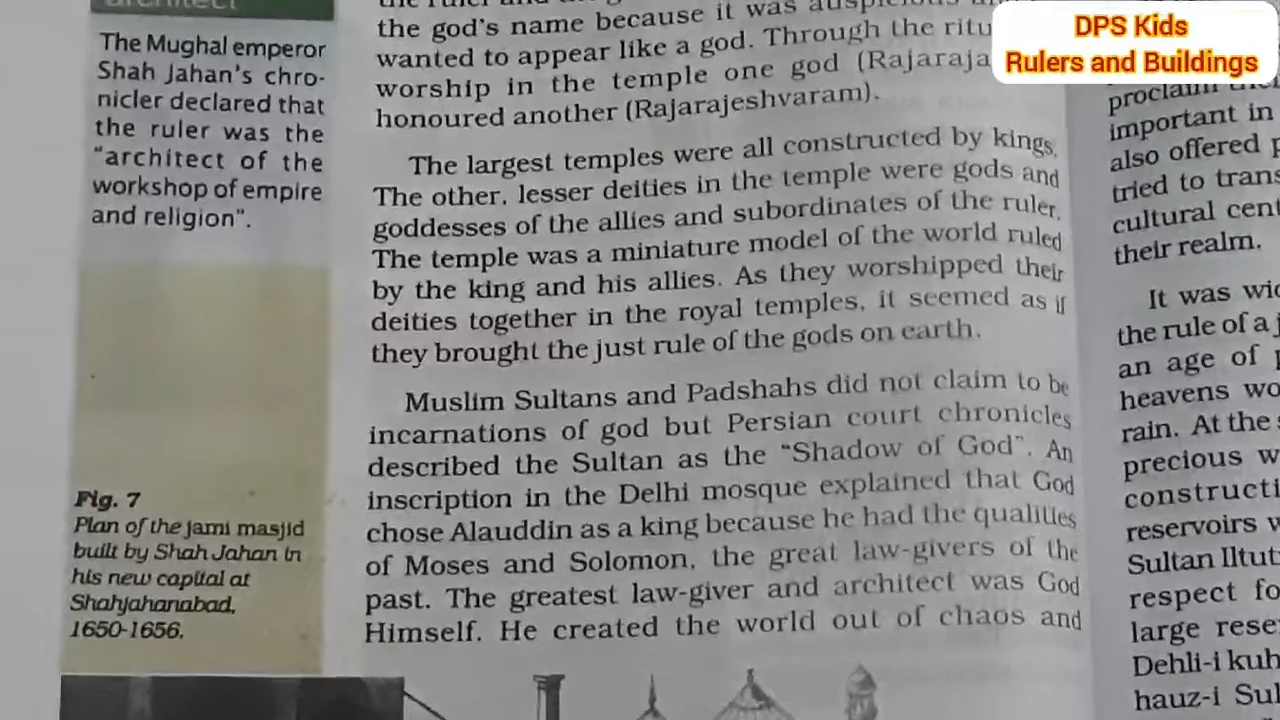 architect
The Mughal emperor
Shah Jahan's chro-
nicler declared that
the ruler was the
"architect of the
workshop of empire
and religion".
Fig. 7
Plan of the jami masjid
built by Shah Jahan in
his new capital at
Shahjahanabad,
1650-1656.
the god's name because it was auspicious
wanted to appear like a god. Through the
worship in the temple one god (Rajaraja
honoured another (Rajarajeshvaram).
The largest temples were all constructed by kings.
The other, lesser deities in the temple were gods and
goddesses of the allies and subordinates of the ruler.
The temple was a miniature model of the world ruled
by the king and his allies. As they worshipped their
deities together in the royal temples, it seemed as if
they brought the just rule of the gods on earth.
Muslim Sultans and Padshahs did not claim to be
incarnations of god but Persian court chronicles
described the Sultan as the "Shadow of God". An
inscription in the Delhi mosque explained that God
chose Alauddin as a king because he had the qualities
of Moses and Solomon, the great law-givers of the
past. The greatest law-giver and architect was God
Himself. He created the world out of chaos and
DPS Kids
Rulers and Buildings
proclaim
important in
also offered
tried to
cultural
their realm.
It was
the rule of a
an age of
heavens
rain. At the
precious
reservoirs
Sultan
respect
large
Dehli-i
hauz-i